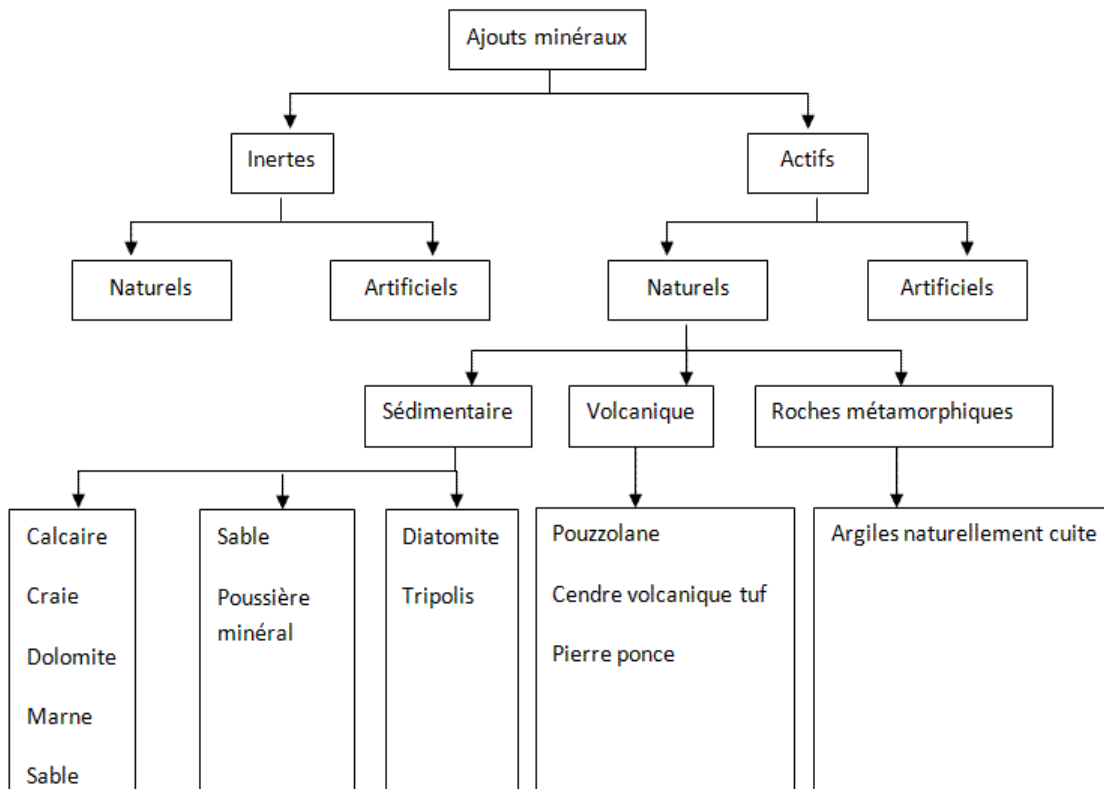 Ajouts minéraux
Inertes
Actifs
Naturels
Artificiels
Naturels
Artificiels
Sédimentaire
Volcanique
Roches métamorphiques
Calcaire
Craie
Dolomite
Marne
Sable
Sable
Poussière
minéral
Diatomite
Tripolis
Pouzzolane
Cendre volcanique tuf
Pierre ponce
Argiles naturellement cuite